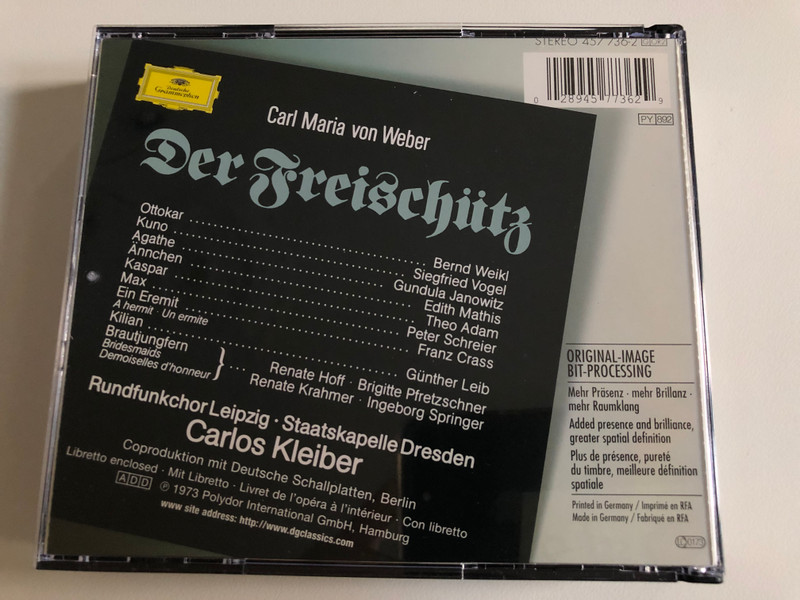 STEREO 457 736-2
0 28945 77362 9
PY 892
Deutsche
Grammophon
Carl Maria von Weber
Der Freischütz
Ottokar .......... Bernd Weikl
Kuno .......... Siegfried Vogel
Agathe .......... Gundula Janowitz
Ännchen .......... Edith Mathis
Kaspar .......... Theo Adam
Max .......... Peter Schreier
Ein Eremit .......... Franz Crass
A hermit · Un ermite
Kilian .......... Günther Leib
Brautjungfern
Bridesmaids
Demoiselles d'honneur
Renate Hoff · Brigitte Pfretzschner
Renate Krahmer · Ingeborg Springer
Rundfunkchor Leipzig · Staatskapelle Dresden
Carlos Kleiber
Coproduktion mit Deutsche Schallplatten, Berlin
Libretto enclosed · Mit Libretto · Livret de l'opéra à l'intérieur · Con libretto
ADD ℗ 1973 Polydor International GmbH, Hamburg
www site address: http://www.dgclassics.com
ORIGINAL-IMAGE
BIT-PROCESSING
Mehr Präsenz · mehr Brillanz ·
mehr Raumklang
Added presence and brilliance,
greater spatial definition
Plus de présence, pureté
du timbre, meilleure définition
spatiale
Printed in Germany / Imprimé en RFA
Made in Germany / Fabriqué en RFA